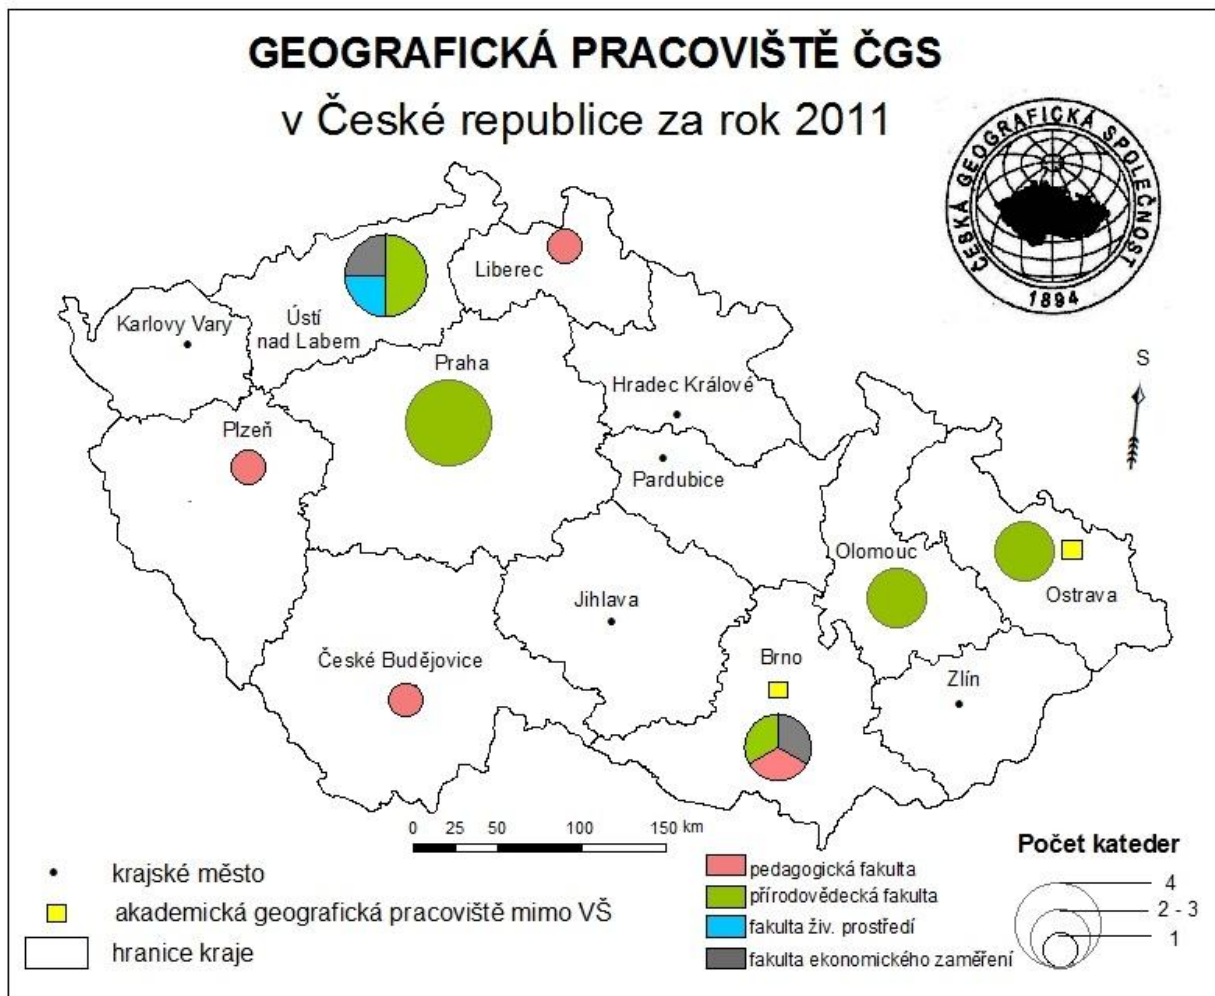 GEOGRAFICKÁ PRACOVIŠTĚ ČGS
v České republice za rok 2011
ČESKÁ GEOGRAFICKÁ SPOLEČNOST
1894
Liberec
Karlovy Vary
Ústí
nad Labem
Praha
Hradec Králové
S
Plzeň
Pardubice
Olomouc
Ostrava
Jihlava
České Budějovice
Brno
Zlín
0 25 50 100 150 km
krajské město
akademická geografická pracoviště mimo VŠ
hranice kraje
pedagogická fakulta
přírodovědecká fakulta
fakulta živ. prostředí
fakulta ekonomického zaměření
Počet kateder
4
2 - 3
1